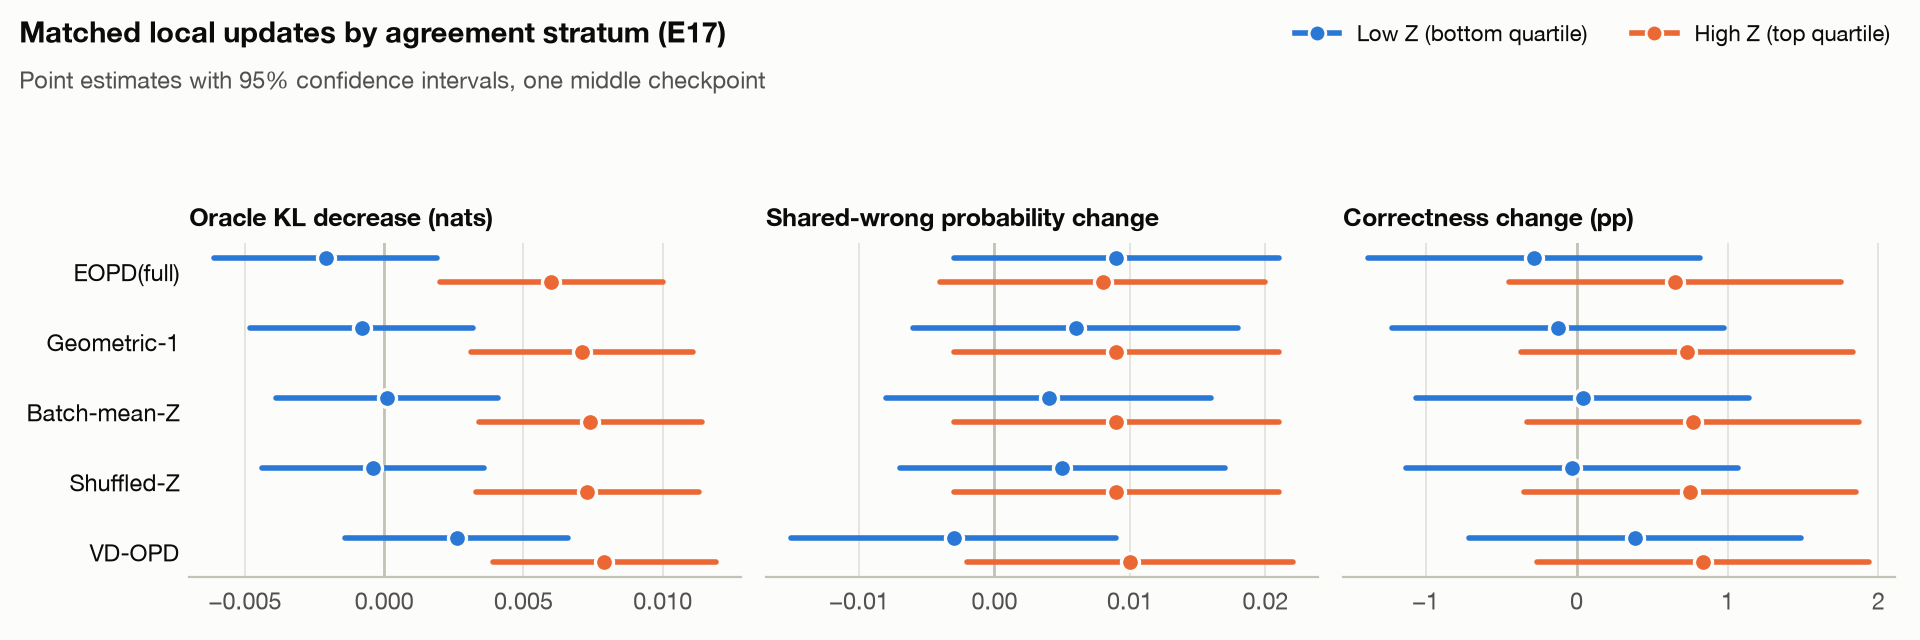 Matched local updates by agreement stratum (E17)
Low Z (bottom quartile)
High Z (top quartile)
Point estimates with 95% confidence intervals, one middle checkpoint
Oracle KL decrease (nats)
Shared-wrong probability change
Correctness change (pp)
EOPD(full)
Geometric-1
Batch-mean-Z
Shuffled-Z
VD-OPD
−0.005 0.000 0.005 0.010
−0.01 0.00 0.01 0.02
−1 0 1 2